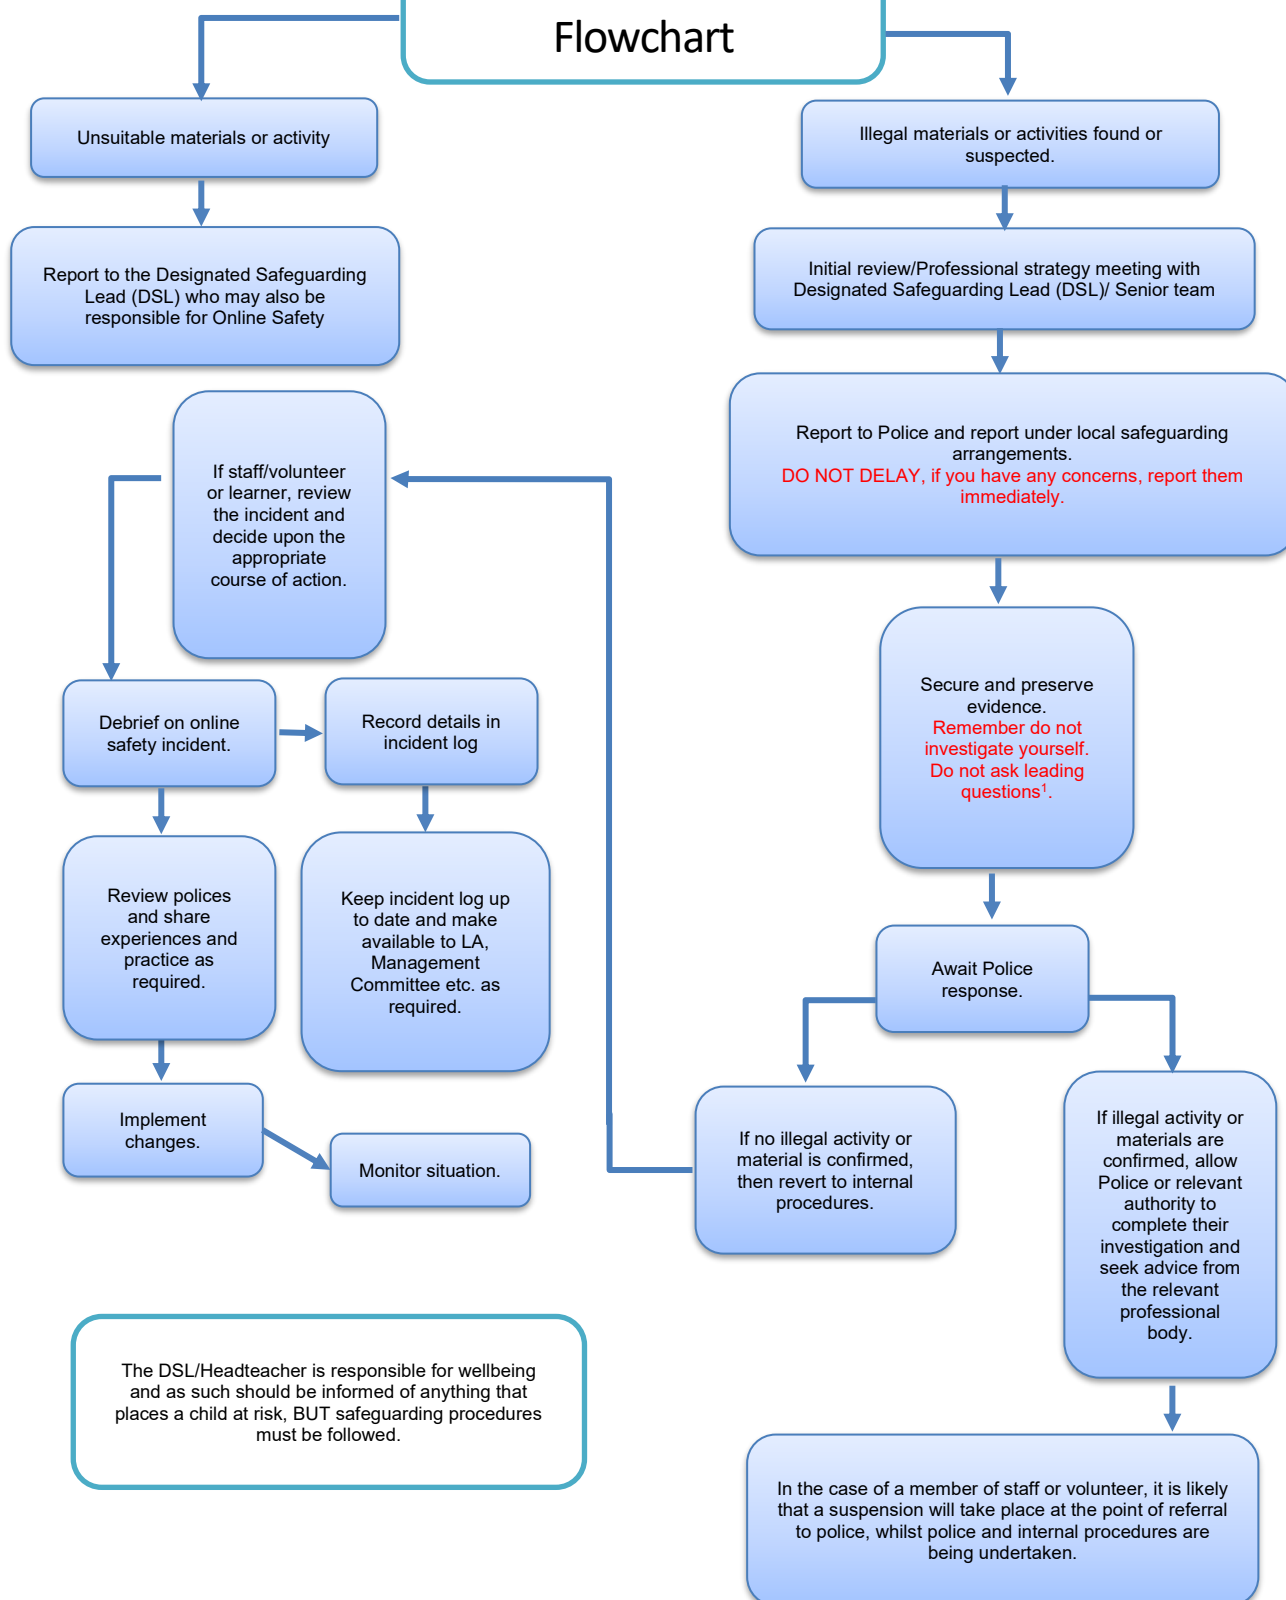 Flowchart
Unsuitable materials or activity
Report to the Designated Safeguarding
Lead (DSL) who may also be
responsible for Online Safety
If staff/volunteer
or learner, review
the incident and
decide upon the
appropriate
course of action.
Debrief on online
safety incident.
Record details in
incident log
Review polices
and share
experiences and
practice as
required.
Keep incident log up
to date and make
available to LA,
Management
Committee etc. as
required.
Implement
changes.
Monitor situation.
Illegal materials or activities found or
suspected.
Initial review/Professional strategy meeting with
Designated Safeguarding Lead (DSL)/ Senior team
Report to Police and report under local safeguarding
arrangements.
DO NOT DELAY, if you have any concerns, report them
immediately.
Secure and preserve
evidence.
Remember do not
investigate yourself.
Do not ask leading
questions¹.
Await Police
response.
If no illegal activity or
material is confirmed,
then revert to internal
procedures.
If illegal activity or
materials are
confirmed, allow
Police or relevant
authority to
complete their
investigation and
seek advice from
the relevant
professional
body.
In the case of a member of staff or volunteer, it is likely
that a suspension will take place at the point of referral
to police, whilst police and internal procedures are
being undertaken.
The DSL/Headteacher is responsible for wellbeing
and as such should be informed of anything that
places a child at risk, BUT safeguarding procedures
must be followed.